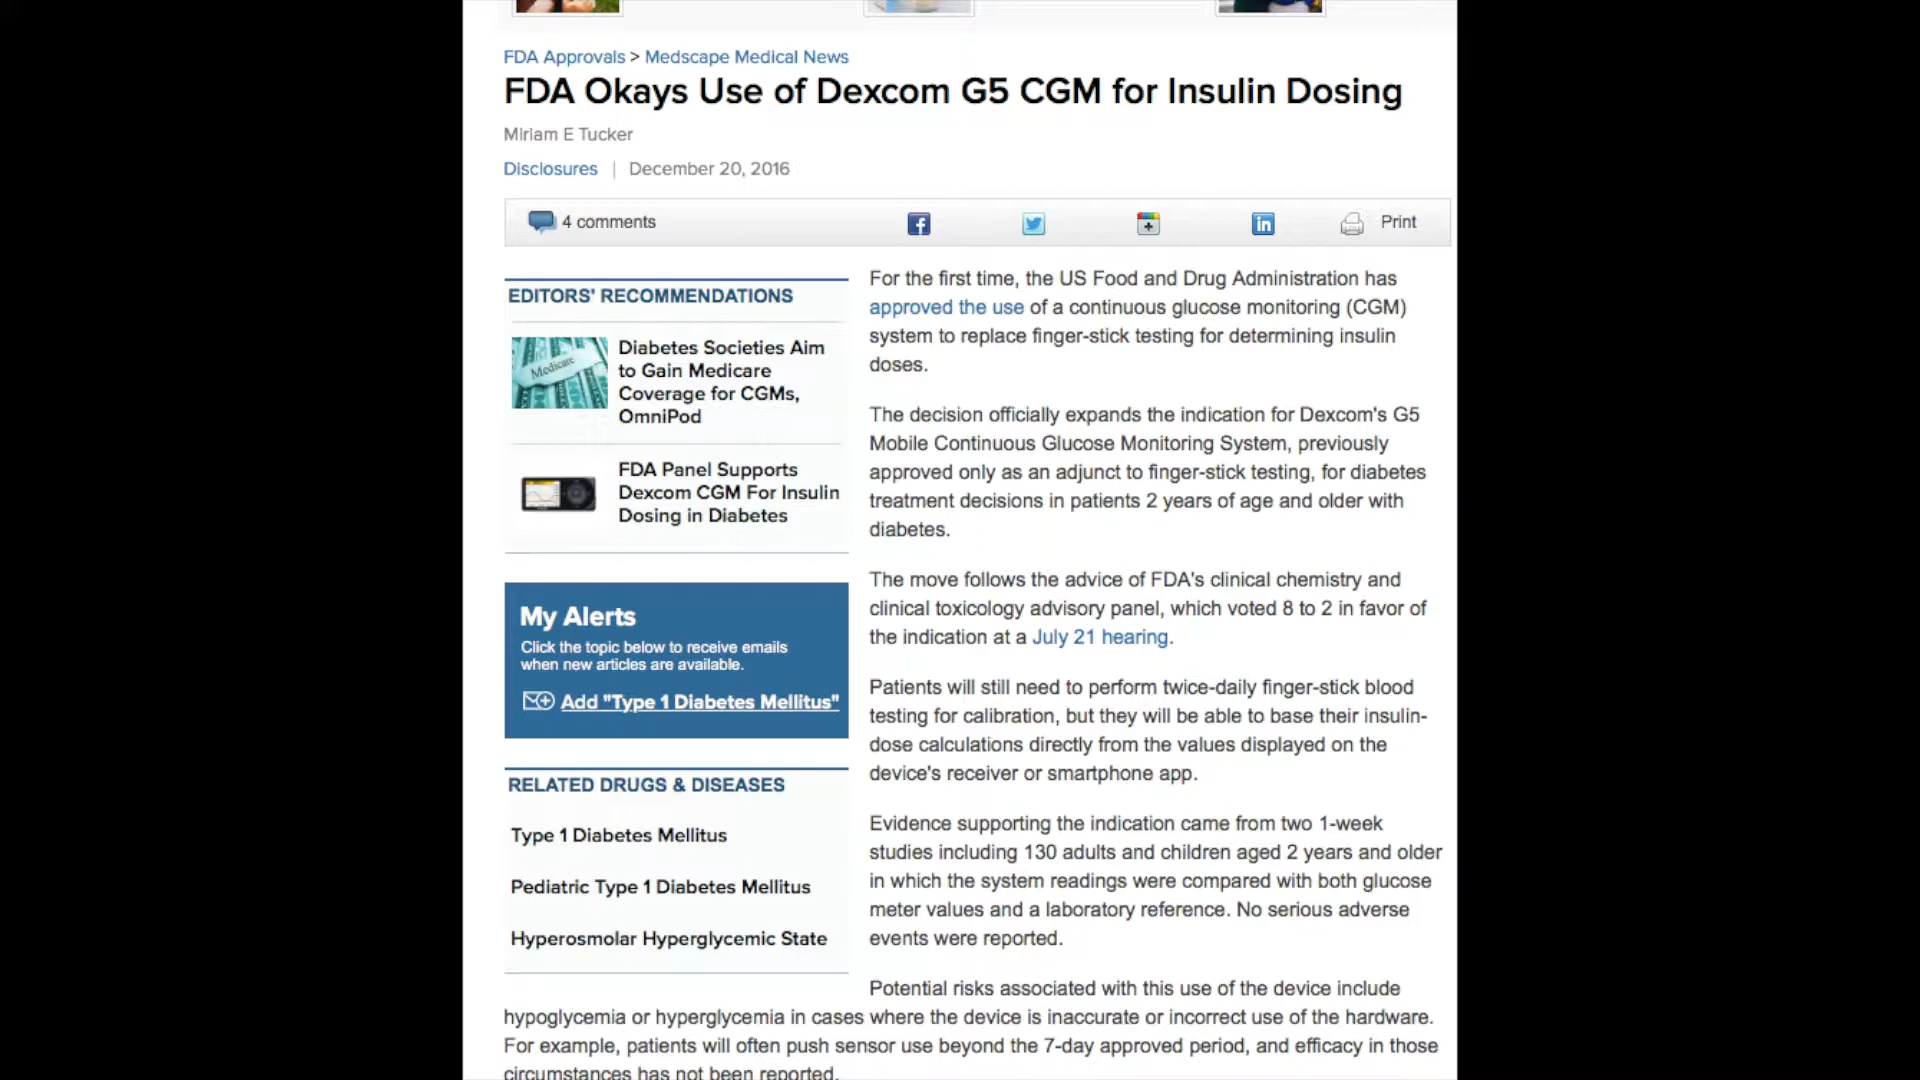 FDA Approvals > Medscape Medical News
FDA Okays Use of Dexcom G5 CGM for Insulin Dosing
Miriam E Tucker
Disclosures | December 20, 2016
4 comments
Print
EDITORS' RECOMMENDATIONS
Medicare
Diabetes Societies Aim
to Gain Medicare
Coverage for CGMs,
OmniPod
FDA Panel Supports
Dexcom CGM For Insulin
Dosing in Diabetes
My Alerts
Click the topic below to receive emails
when new articles are available.
Add "Type 1 Diabetes Mellitus"
RELATED DRUGS & DISEASES
Type 1 Diabetes Mellitus
Pediatric Type 1 Diabetes Mellitus
Hyperosmolar Hyperglycemic State
For the first time, the US Food and Drug Administration has
approved the use of a continuous glucose monitoring (CGM)
system to replace finger-stick testing for determining insulin
doses.
The decision officially expands the indication for Dexcom's G5
Mobile Continuous Glucose Monitoring System, previously
approved only as an adjunct to finger-stick testing, for diabetes
treatment decisions in patients 2 years of age and older with
diabetes.
The move follows the advice of FDA's clinical chemistry and
clinical toxicology advisory panel, which voted 8 to 2 in favor of
the indication at a July 21 hearing.
Patients will still need to perform twice-daily finger-stick blood
testing for calibration, but they will be able to base their insulin-
dose calculations directly from the values displayed on the
device's receiver or smartphone app.
Evidence supporting the indication came from two 1-week
studies including 130 adults and children aged 2 years and older
in which the system readings were compared with both glucose
meter values and a laboratory reference. No serious adverse
events were reported.
Potential risks associated with this use of the device include
hypoglycemia or hyperglycemia in cases where the device is inaccurate or incorrect use of the hardware.
For example, patients will often push sensor use beyond the 7-day approved period, and efficacy in those
circumstances has not been reported.